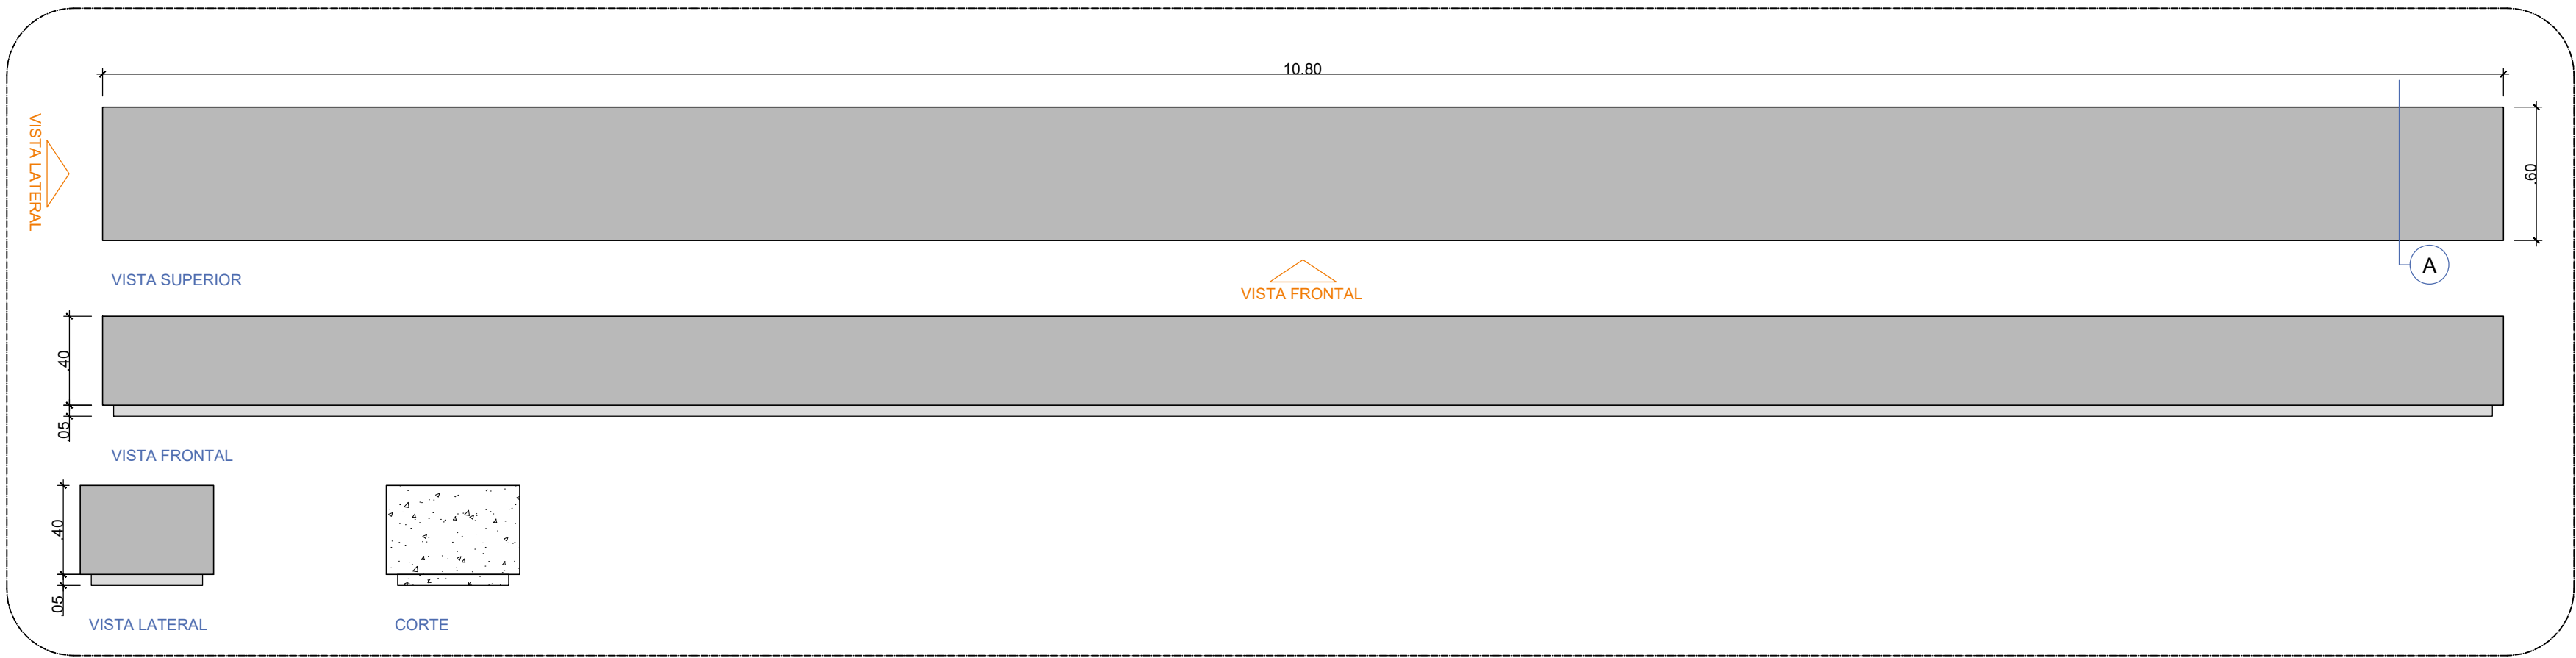 10.80
VISTA LATERAL
.60
VISTA SUPERIOR
VISTA FRONTAL
A
.40
.05
VISTA FRONTAL
.40
.05
VISTA LATERAL
CORTE